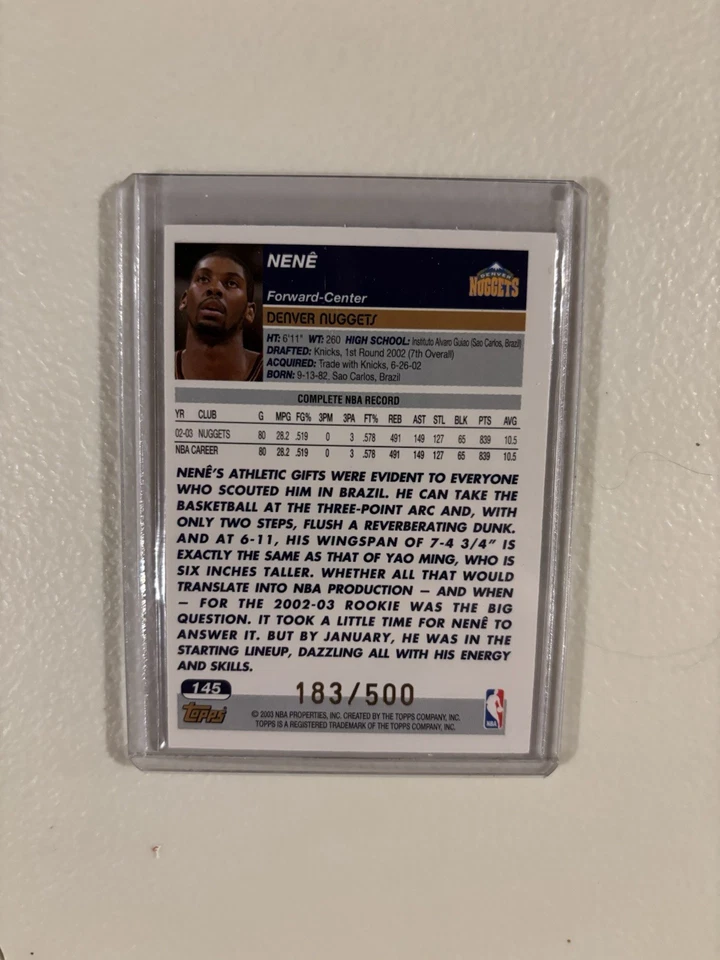 NENÊ
DENVER
NUGGETS
Forward-Center
DENVER NUGGETS
HT: 6'11" WT: 260 HIGH SCHOOL: Instituto Alvaro Guiao (Sao Carlos, Brazil)
DRAFTED: Knicks, 1st Round 2002 (7th Overall)
ACQUIRED: Trade with Knicks, 6-26-02
BORN: 9-13-82, Sao Carlos, Brazil
COMPLETE NBA RECORD
YR CLUB G MPG FG% 3PM 3PA FT% REB AST STL BLK PTS AVG
02-03 NUGGETS 80 28.2 .519 0 3 .578 491 149 127 65 839 10.5
NBA CAREER 80 28.2 .519 0 3 .578 491 149 127 65 839 10.5
NENÊ'S ATHLETIC GIFTS WERE EVIDENT TO EVERYONE
WHO SCOUTED HIM IN BRAZIL. HE CAN TAKE THE
BASKETBALL AT THE THREE-POINT ARC AND, WITH
ONLY TWO STEPS, FLUSH A REVERBERATING DUNK.
AND AT 6-11, HIS WINGSPAN OF 7-4 3/4" IS
EXACTLY THE SAME AS THAT OF YAO MING, WHO IS
SIX INCHES TALLER. WHETHER ALL THAT WOULD
TRANSLATE INTO NBA PRODUCTION — AND WHEN
— FOR THE 2002-03 ROOKIE WAS THE BIG
QUESTION. IT TOOK A LITTLE TIME FOR NENÊ TO
ANSWER IT. BUT BY JANUARY, HE WAS IN THE
STARTING LINEUP, DAZZLING ALL WITH HIS ENERGY
AND SKILLS.
145
183/500
Topps
© 2003 NBA PROPERTIES, INC. CREATED BY THE TOPPS COMPANY, INC.
TOPPS IS A REGISTERED TRADEMARK OF THE TOPPS COMPANY, INC.
NBA